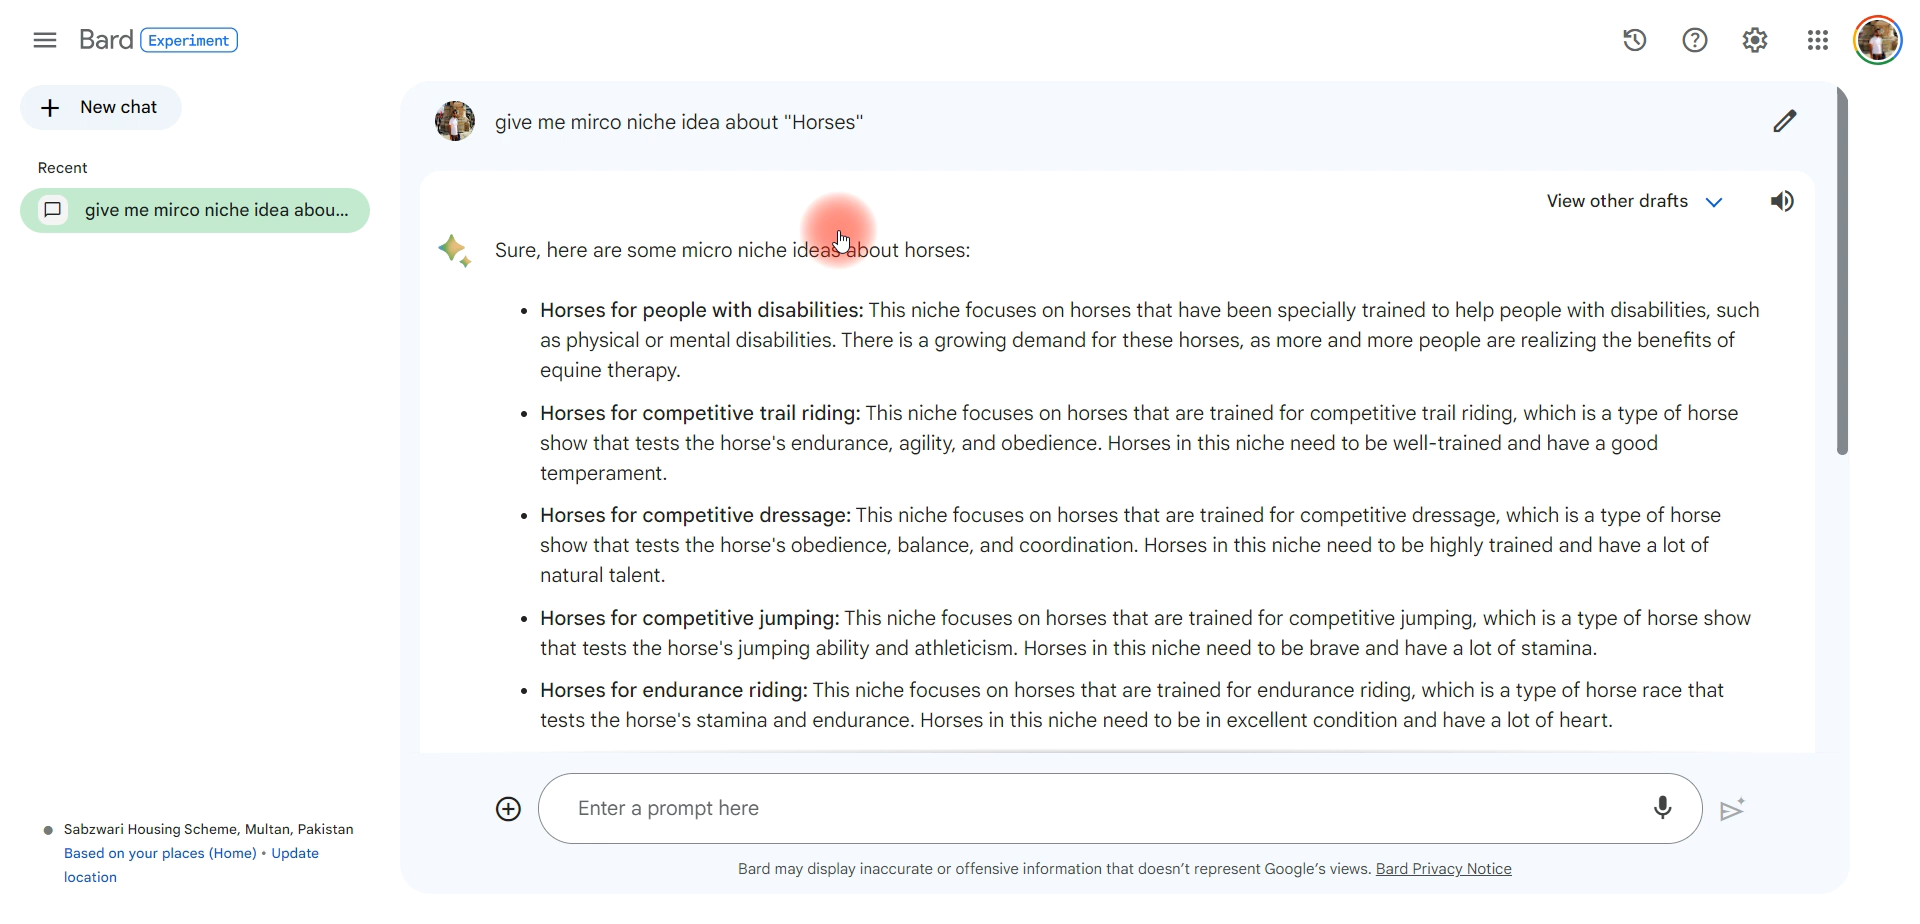 Bard Experiment
New chat
Recent
give me mirco niche idea abou...
give me mirco niche idea about "Horses"
View other drafts
Sure, here are some micro niche ideas about horses:
• Horses for people with disabilities: This niche focuses on horses that have been specially trained to help people with disabilities, such
as physical or mental disabilities. There is a growing demand for these horses, as more and more people are realizing the benefits of
equine therapy.
• Horses for competitive trail riding: This niche focuses on horses that are trained for competitive trail riding, which is a type of horse
show that tests the horse's endurance, agility, and obedience. Horses in this niche need to be well-trained and have a good
temperament.
• Horses for competitive dressage: This niche focuses on horses that are trained for competitive dressage, which is a type of horse
show that tests the horse's obedience, balance, and coordination. Horses in this niche need to be highly trained and have a lot of
natural talent.
• Horses for competitive jumping: This niche focuses on horses that are trained for competitive jumping, which is a type of horse show
that tests the horse's jumping ability and athleticism. Horses in this niche need to be brave and have a lot of stamina.
• Horses for endurance riding: This niche focuses on horses that are trained for endurance riding, which is a type of horse race that
tests the horse's stamina and endurance. Horses in this niche need to be in excellent condition and have a lot of heart.
Enter a prompt here
Bard may display inaccurate or offensive information that doesn't represent Google's views. Bard Privacy Notice
Sabzwari Housing Scheme, Multan, Pakistan
Based on your places (Home) • Update
location